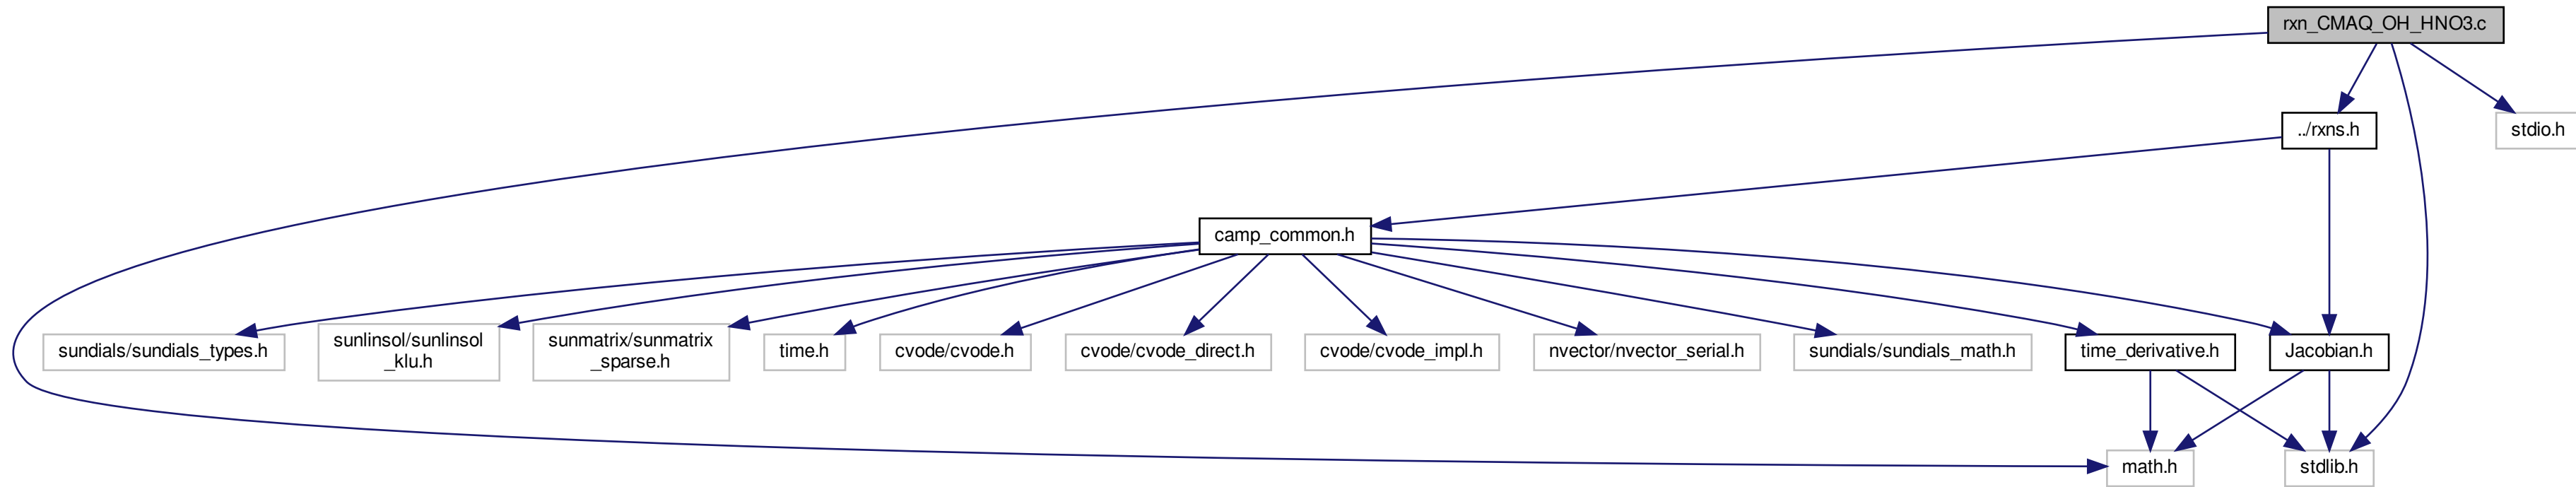 rxn_CMAQ_OH_HNO3.c
../rxns.h
stdio.h
camp_common.h
sundials/sundials_types.h
sunlinsol/sunlinsol
_klu.h
sunmatrix/sunmatrix
_sparse.h
time.h
cvode/cvode.h
cvode/cvode_direct.h
cvode/cvode_impl.h
nvector/nvector_serial.h
sundials/sundials_math.h
time_derivative.h
Jacobian.h
math.h
stdlib.h